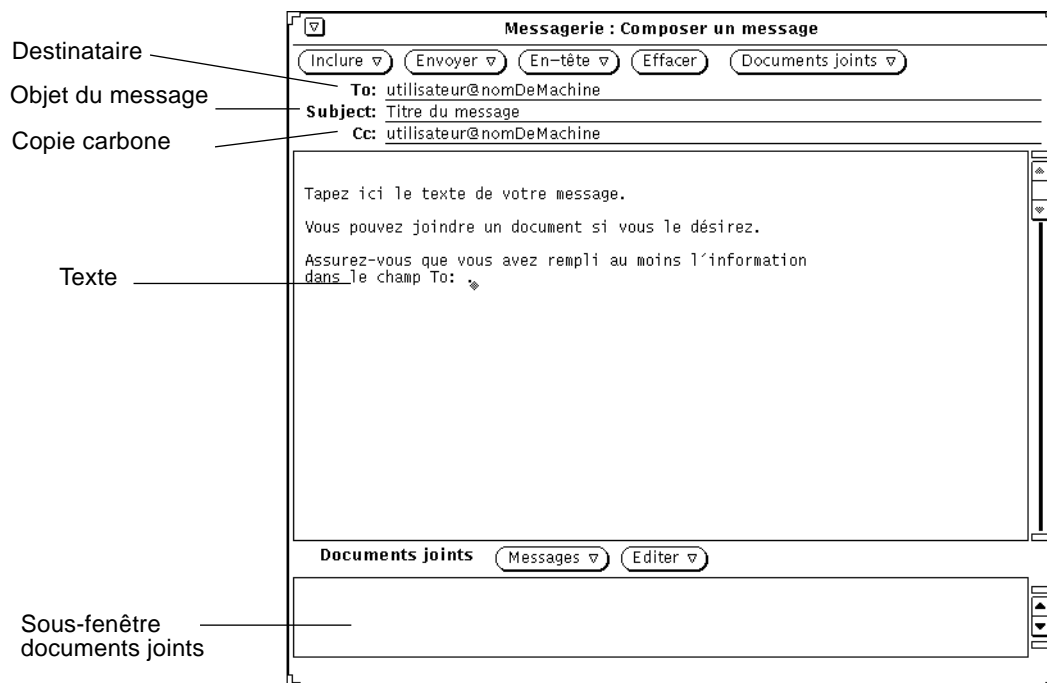 Messagerie : Composer un message
Inclure Envoyer En-tête Effacer Documents joints
Destinataire
To: utilisateur@nomDeMachine
Objet du message
Subject: Titre du message
Copie carbone
Cc: utilisateur@nomDeMachine
Tapez ici le texte de votre message.
Vous pouvez joindre un document si vous le désirez.
Assurez-vous que vous avez rempli au moins l´information
dans le champ To: .
Texte
Documents joints Messages Editer
Sous-fenêtre
documents joints